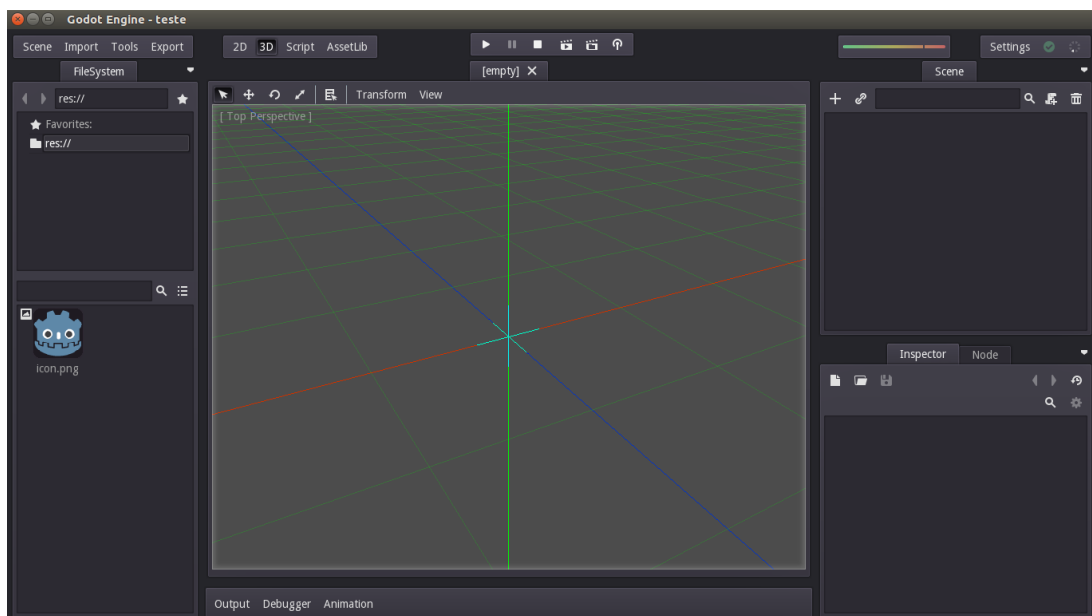 Godot Engine - teste
Scene Import Tools Export 2D 3D Script AssetLib Settings
FileSystem [empty] Scene
res:// Transform View
[ Top Perspective ]
Favorites:
res://
Inspector Node
icon.png
Output Debugger Animation